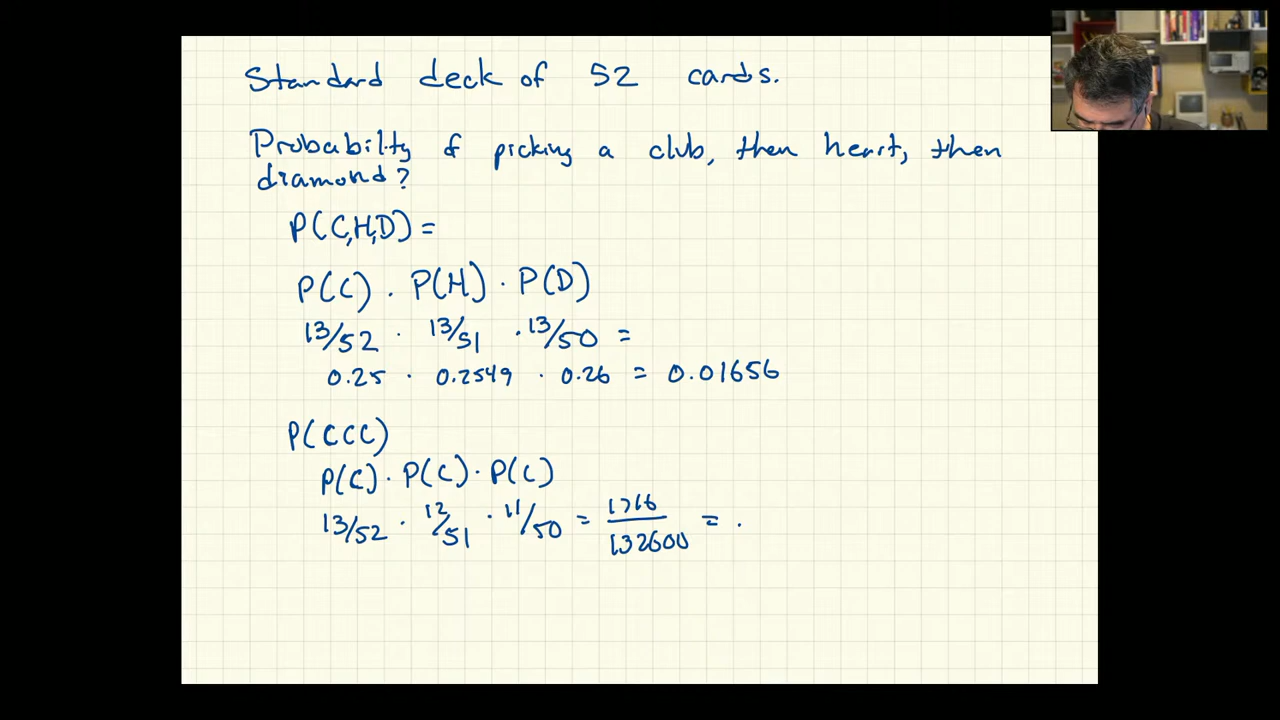 Standard deck of 52 cards.
Probabilty of picking a club, then heart, then
diamond?
P(C,H,D) =
P(C) . P(H) . P(D)
13/52 . 13/51 . 13/50 =
0.25 . 0.2549 . 0.26 = 0.01656
P(CCC)
P(C) . P(C) . P(C)
13/52 . 12/51 . 11/50 = 1716/132600 = .